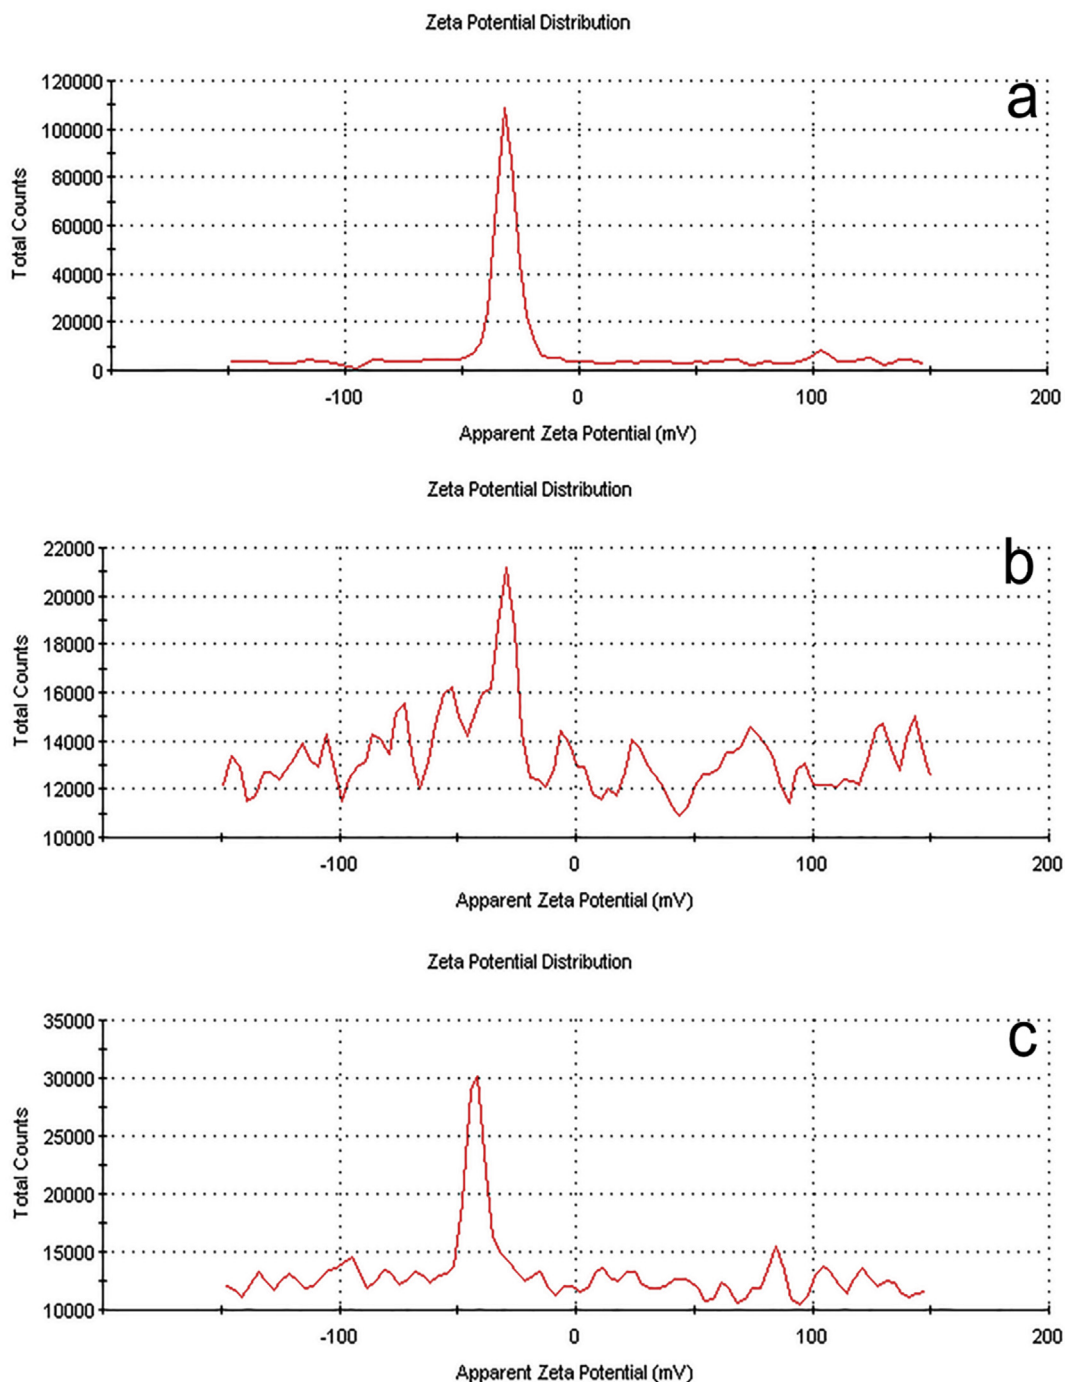 Zeta Potential Distribution
a
120000
100000
80000
60000
40000
20000
0
Total Counts
-100 0 100 200
Apparent Zeta Potential (mV)
Zeta Potential Distribution
b
22000
20000
18000
16000
14000
12000
10000
Total Counts
-100 0 100 200
Apparent Zeta Potential (mV)
Zeta Potential Distribution
c
35000
30000
25000
20000
15000
10000
Total Counts
-100 0 100 200
Apparent Zeta Potential (mV)